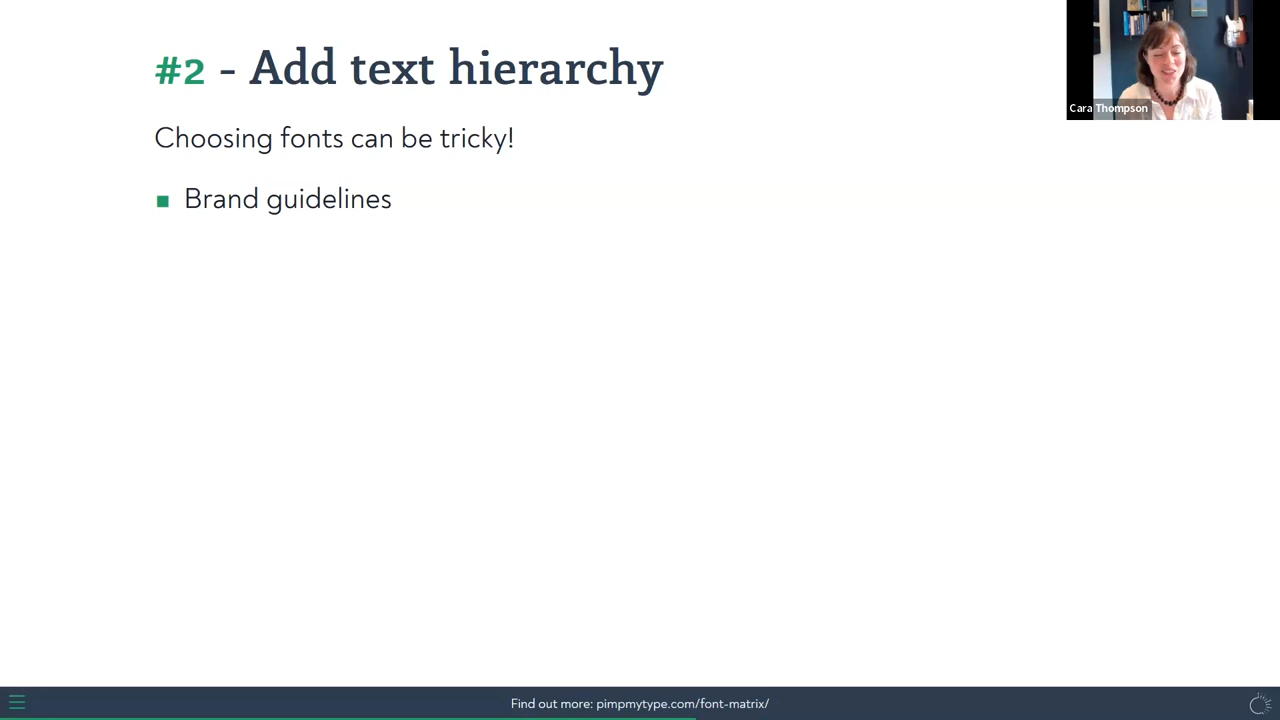 #2 - Add text hierarchy
Cara Thompson
Choosing fonts can be tricky!
Brand guidelines
Find out more: pimpmytype.com/font-matrix/